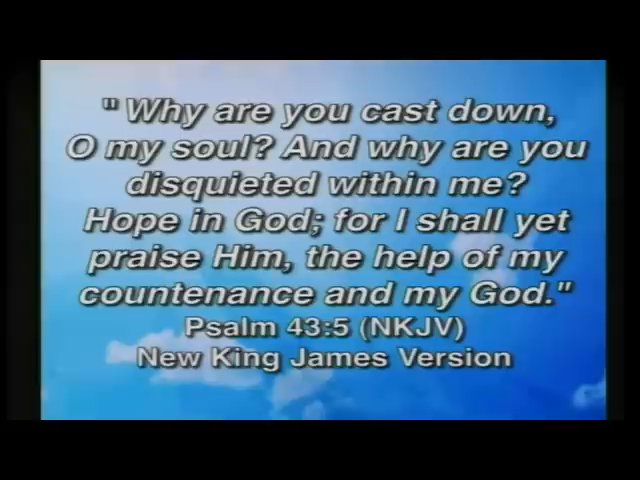 " Why are you cast down,
O my soul? And why are you
disquieted within me?
Hope in God; for I shall yet
praise Him, the help of my
countenance and my God."
Psalm 43:5 (NKJV)
New King James Version